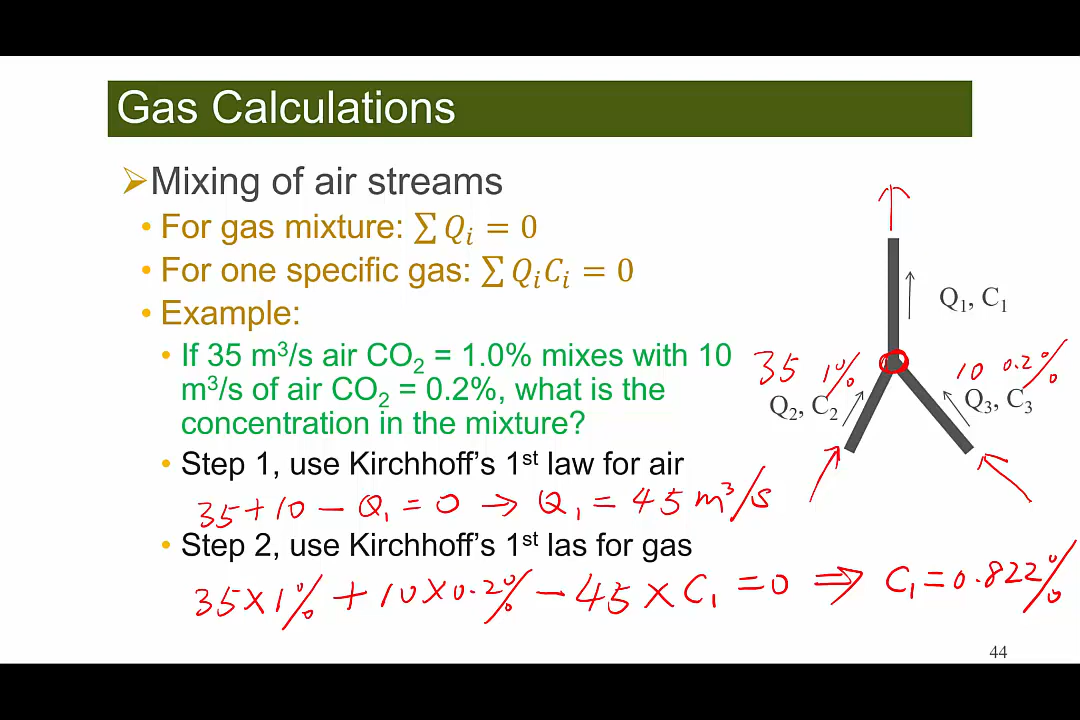 Gas Calculations
➢Mixing of air streams
• For gas mixture: ∑ Qᵢ = 0
• For one specific gas: ∑ QᵢCᵢ = 0
• Example:
• If 35 m³/s air CO₂ = 1.0% mixes with 10
m³/s of air CO₂ = 0.2%, what is the
concentration in the mixture?
• Step 1, use Kirchhoff's 1ˢᵗ law for air
35 + 10 − Q₁ = 0 → Q₁ = 45 m³/s
• Step 2, use Kirchhoff's 1ˢᵗ las for gas
35 × 1% + 10 × 0.2% − 45 × C₁ = 0 ⇒ C₁ = 0.822%
Q₁, C₁
35 1%
Q₂, C₂
10 0.2%
Q₃, C₃
44